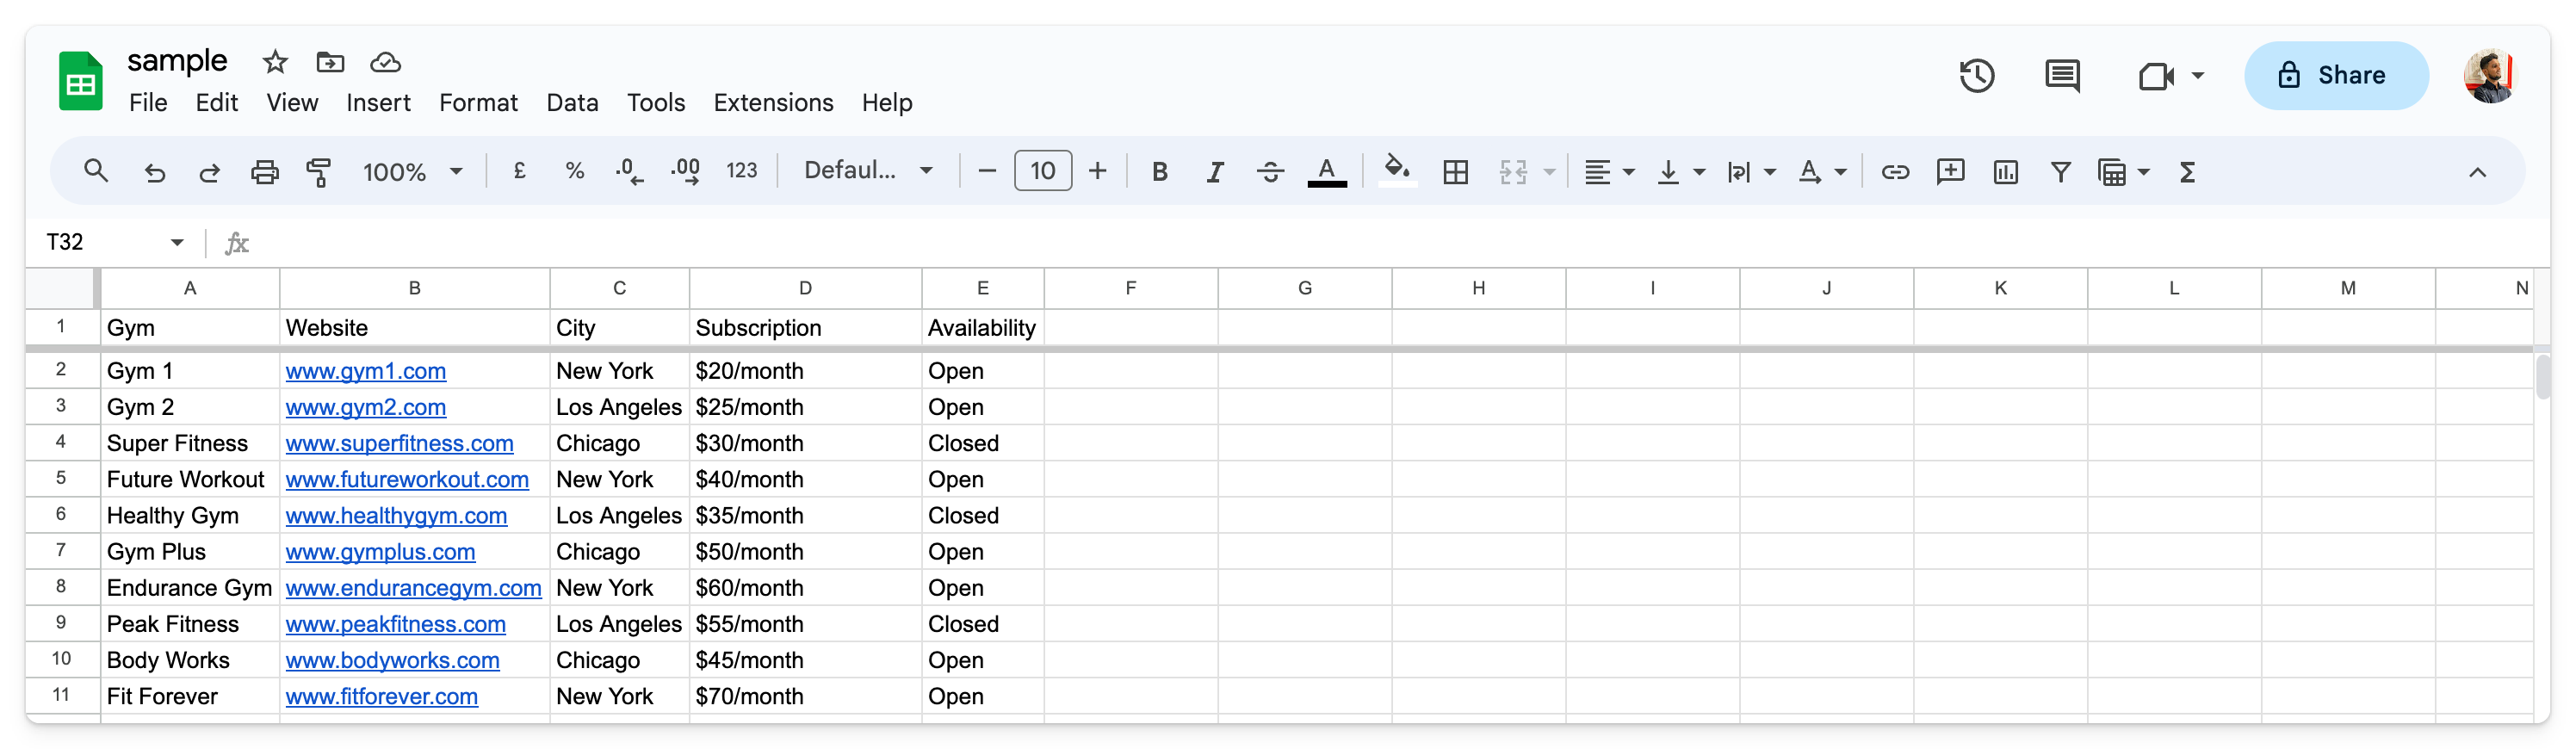 sample
File Edit View Insert Format Data Tools Extensions Help
Share
100% £ % .0 .00 123 Defaul... 10 B I S A A Σ
T32 fx
A B C D E F G H I J K L M N
1 Gym Website City Subscription Availability
2 Gym 1 www.gym1.com New York $20/month Open
3 Gym 2 www.gym2.com Los Angeles $25/month Open
4 Super Fitness www.superfitness.com Chicago $30/month Closed
5 Future Workout www.futureworkout.com New York $40/month Open
6 Healthy Gym www.healthygym.com Los Angeles $35/month Closed
7 Gym Plus www.gymplus.com Chicago $50/month Open
8 Endurance Gym www.endurancegym.com New York $60/month Open
9 Peak Fitness www.peakfitness.com Los Angeles $55/month Closed
10 Body Works www.bodyworks.com Chicago $45/month Open
11 Fit Forever www.fitforever.com New York $70/month Open